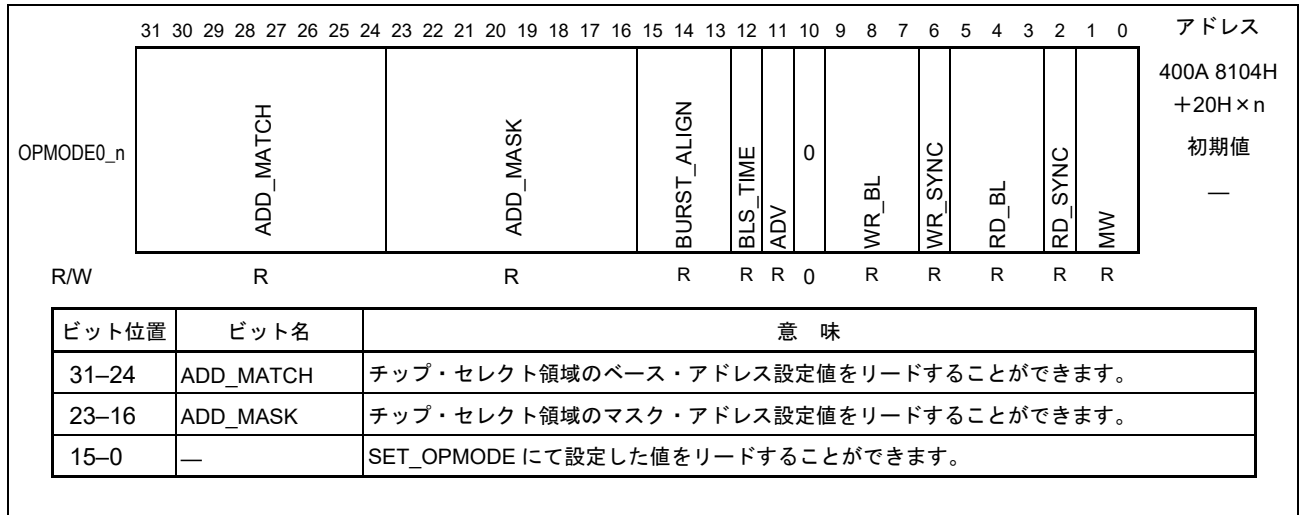 31 30 29 28 27 26 25 24 23 22 21 20 19 18 17 16 15 14 13 12 11 10 9 8 7 6 5 4 3 2 1 0 アドレス
OPMODE0_n ADD_MATCH ADD_MASK BURST_ALIGN BLS_TIME ADV 0 WR_BL WR_SYNC RD_BL RD_SYNC MW
400A 8104H
+20H×n
初期値
—
R/W R R R R R 0 R R R R R
ビット位置 ビット名 意 味
31–24 ADD_MATCH チップ・セレクト領域のベース・アドレス設定値をリードすることができます。
23–16 ADD_MASK チップ・セレクト領域のマスク・アドレス設定値をリードすることができます。
15–0 — SET_OPMODE にて設定した値をリードすることができます。